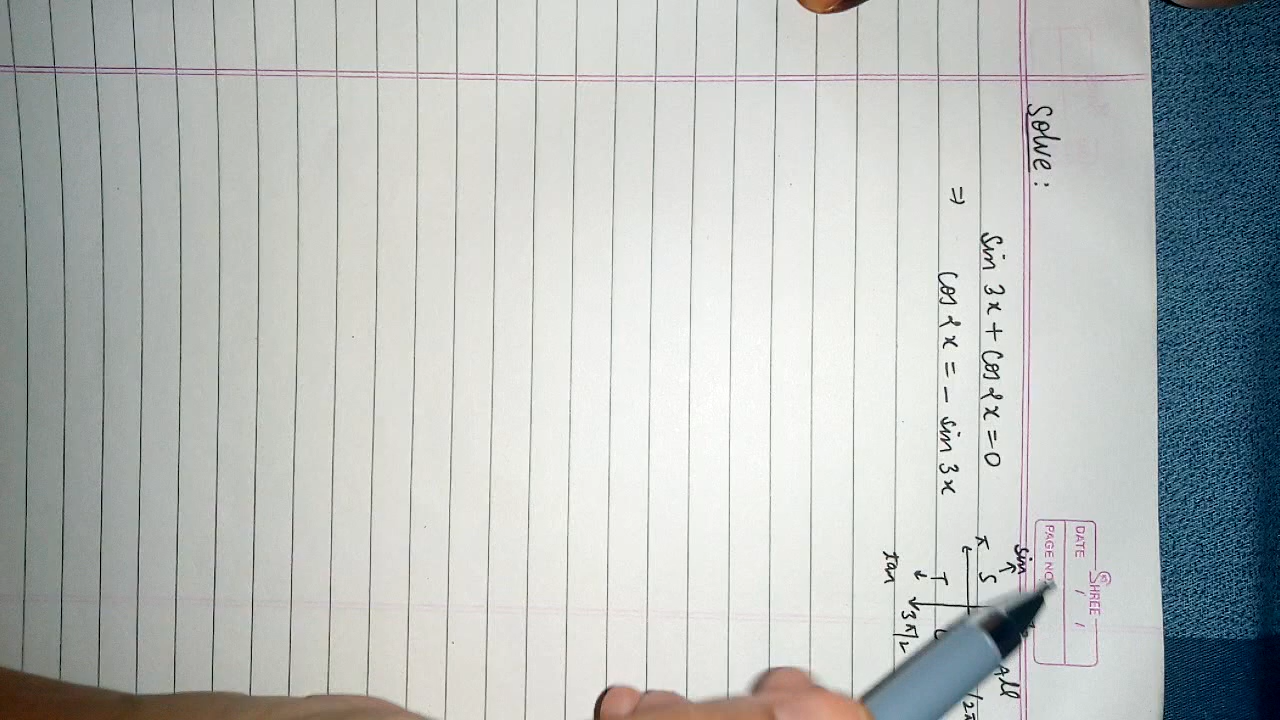 SHREE
DATE / /
PAGE NO.
Solve:
sin 3x + cos 2x = 0
⇒ cos 2x = - sin 3x
sin
All
S
π
T
tan
3π/2